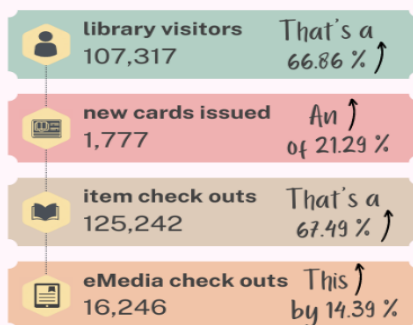 library visitors
107,317
That's a
66.86 %
new cards issued
1,777
An
of 21.29 %
item check outs
125,242
That's a
67.49 %
eMedia check outs
16,246
This
by 14.39 %